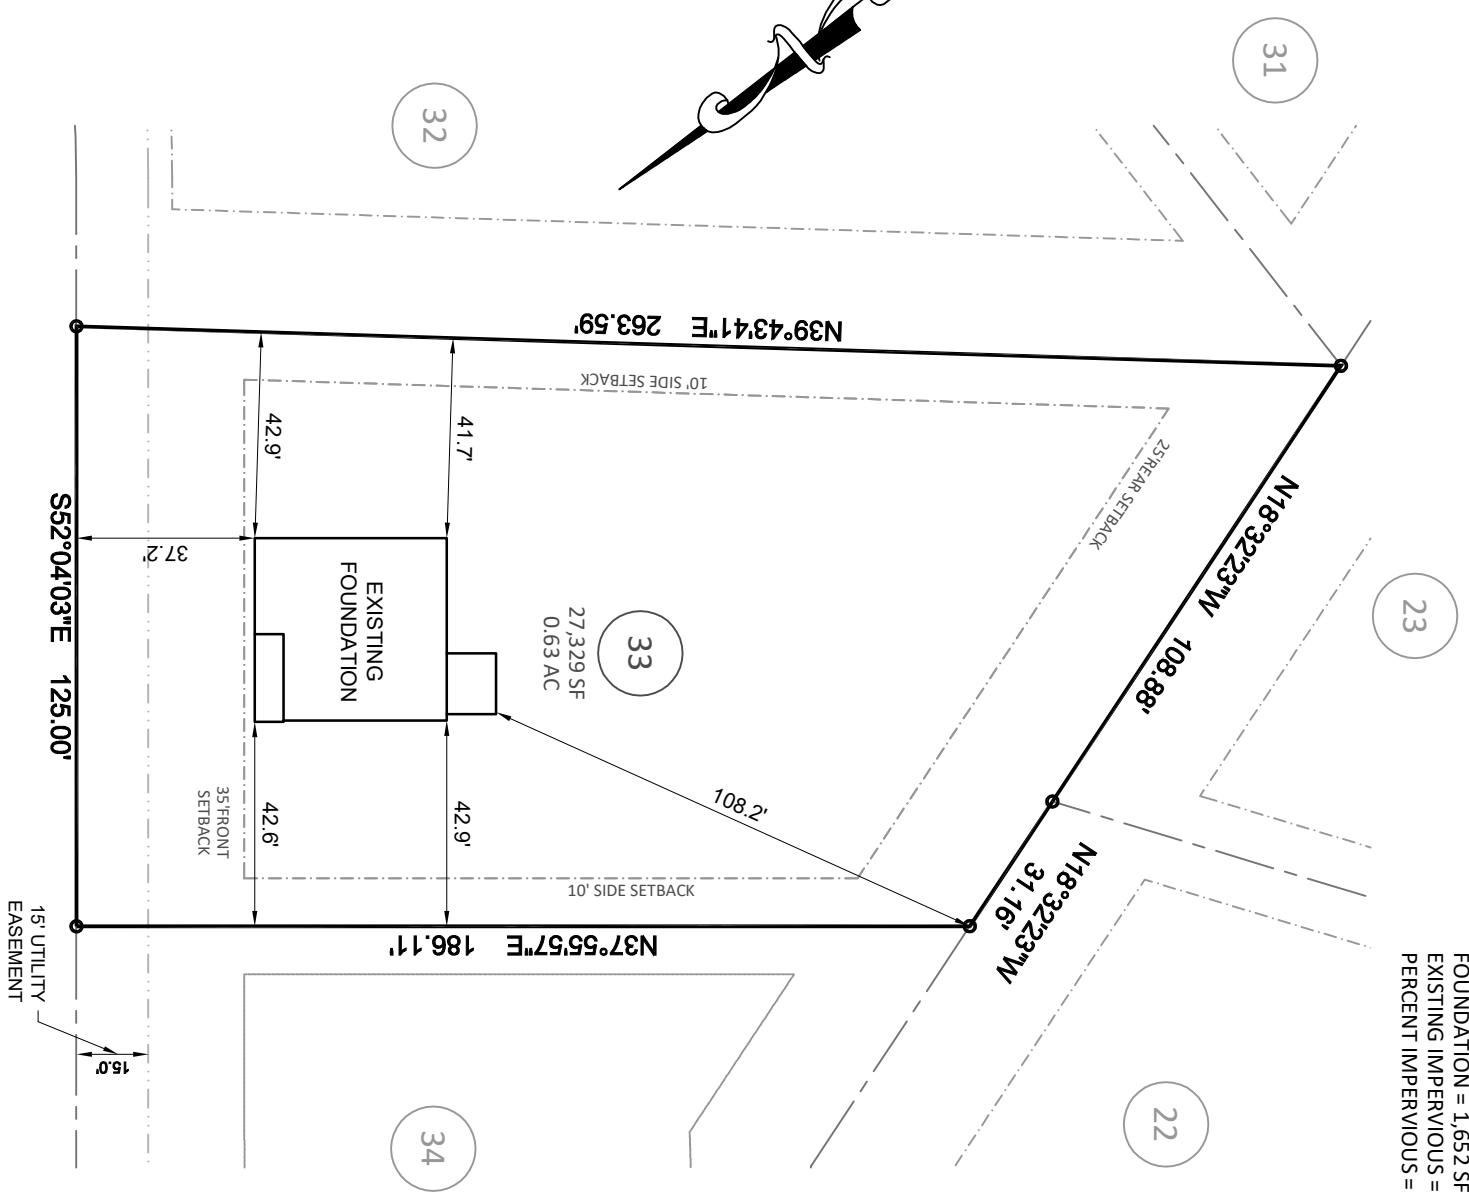 FOUNDATION = 1,652 SF
EXISTING IMPERVIOUS =
PERCENT IMPERVIOUS =
31
32
23
22
34
33
27,329 SF
0.63 AC
N39°43'41"E 263.59'
10' SIDE SETBACK
25'REAR SETBACK
N18°32'23"W 108.88'
N18°32'23"W
31.16'
41.7'
42.9'
37.2'
EXISTING
FOUNDATION
108.2'
42.9'
42.6'
35'FRONT
SETBACK
10' SIDE SETBACK
N37°55'57"E 186.11'
S52°04'03"E 125.00'
15' UTILITY
EASEMENT
15.0'